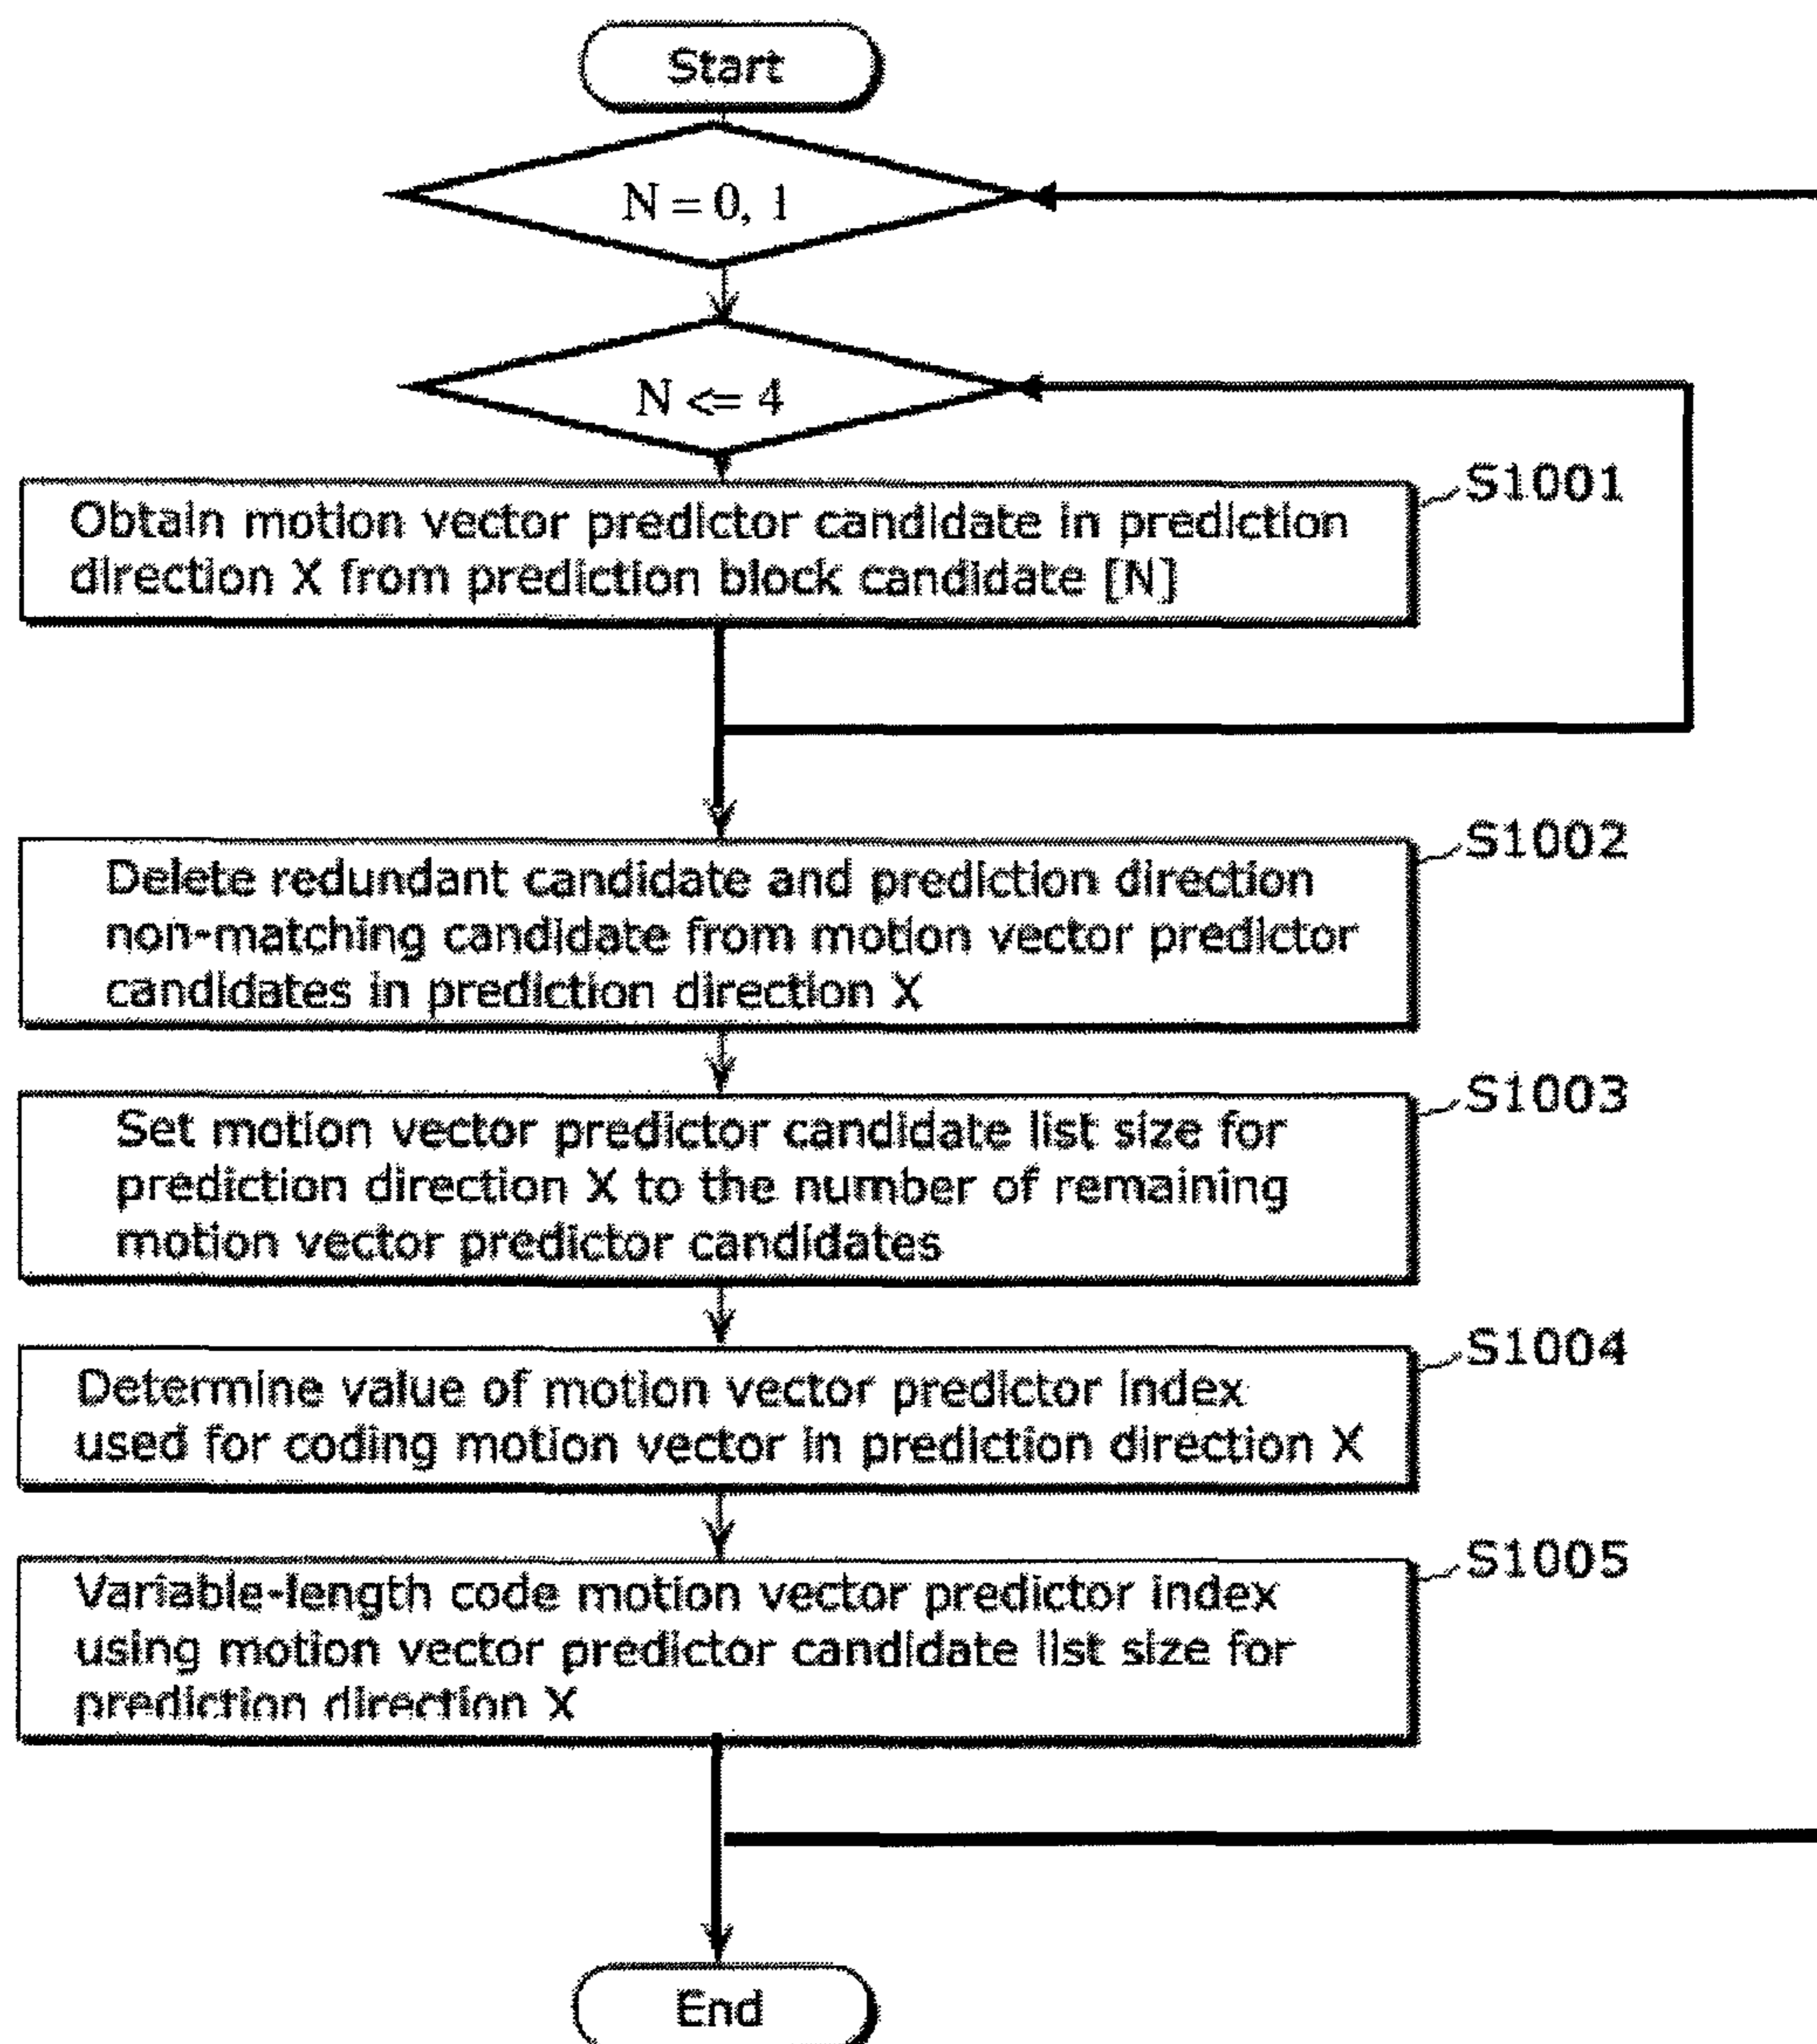 Start
N = 0, 1
N <= 4
S1001
Obtain motion vector predictor candidate in prediction
direction X from prediction block candidate [N]
S1002
Delete redundant candidate and prediction direction
non-matching candidate from motion vector predictor
candidates in prediction direction X
S1003
Set motion vector predictor candidate list size for
prediction direction X to the number of remaining
motion vector predictor candidates
S1004
Determine value of motion vector predictor index
used for coding motion vector in prediction direction X
S1005
Variable-length code motion vector predictor index
using motion vector predictor candidate list size for
prediction direction X
End